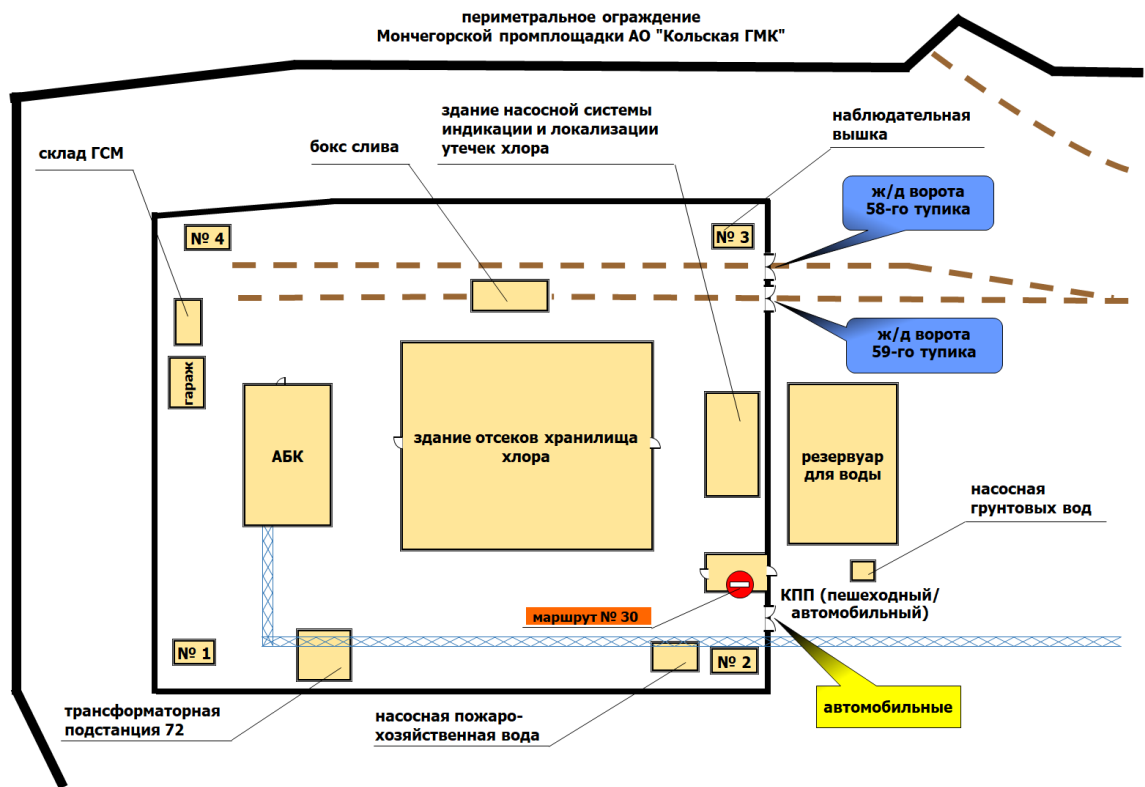 периметральное ограждение
Мончегорской промплощадки АО "Кольская ГМК"
здание насосной системы
индикации и локализации
утечек хлора
наблюдательная
вышка
склад ГСМ
бокс слива
ж/д ворота
58-го тупика
№ 4
№ 3
ж/д ворота
59-го тупика
гараж
АБК
здание отсеков хранилища
хлора
резервуар
для воды
насосная
грунтовых вод
КПП (пешеходный/
автомобильный)
маршрут № 30
№ 1
№ 2
автомобильные
трансформаторная
подстанция 72
насосная пожаро-
хозяйственная вода